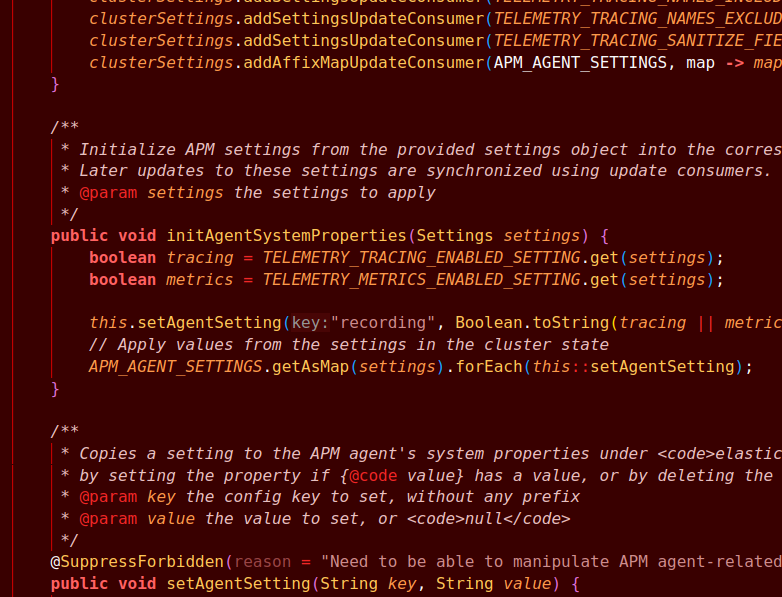 clusterSettings.addSettingsUpdateConsumer(TELEMETRY_TRACING_NAMES_INCLUD
clusterSettings.addSettingsUpdateConsumer(TELEMETRY_TRACING_NAMES_EXCLUD
clusterSettings.addSettingsUpdateConsumer(TELEMETRY_TRACING_SANITIZE_FIE
clusterSettings.addAffixMapUpdateConsumer(APM_AGENT_SETTINGS, map -> map
}
/**
* Initialize APM settings from the provided settings object into the corres
* Later updates to these settings are synchronized using update consumers.
* @param settings the settings to apply
*/
public void initAgentSystemProperties(Settings settings) {
boolean tracing = TELEMETRY_TRACING_ENABLED_SETTING.get(settings);
boolean metrics = TELEMETRY_METRICS_ENABLED_SETTING.get(settings);
this.setAgentSetting(key:"recording", Boolean.toString(tracing || metric
// Apply values from the settings in the cluster state
APM_AGENT_SETTINGS.getAsMap(settings).forEach(this::setAgentSetting);
}
/**
* Copies a setting to the APM agent's system properties under <code>elastic
* by setting the property if {@code value} has a value, or by deleting the
* @param key the config key to set, without any prefix
* @param value the value to set, or <code>null</code>
*/
@SuppressForbidden(reason = "Need to be able to manipulate APM agent-related
public void setAgentSetting(String key, String value) {